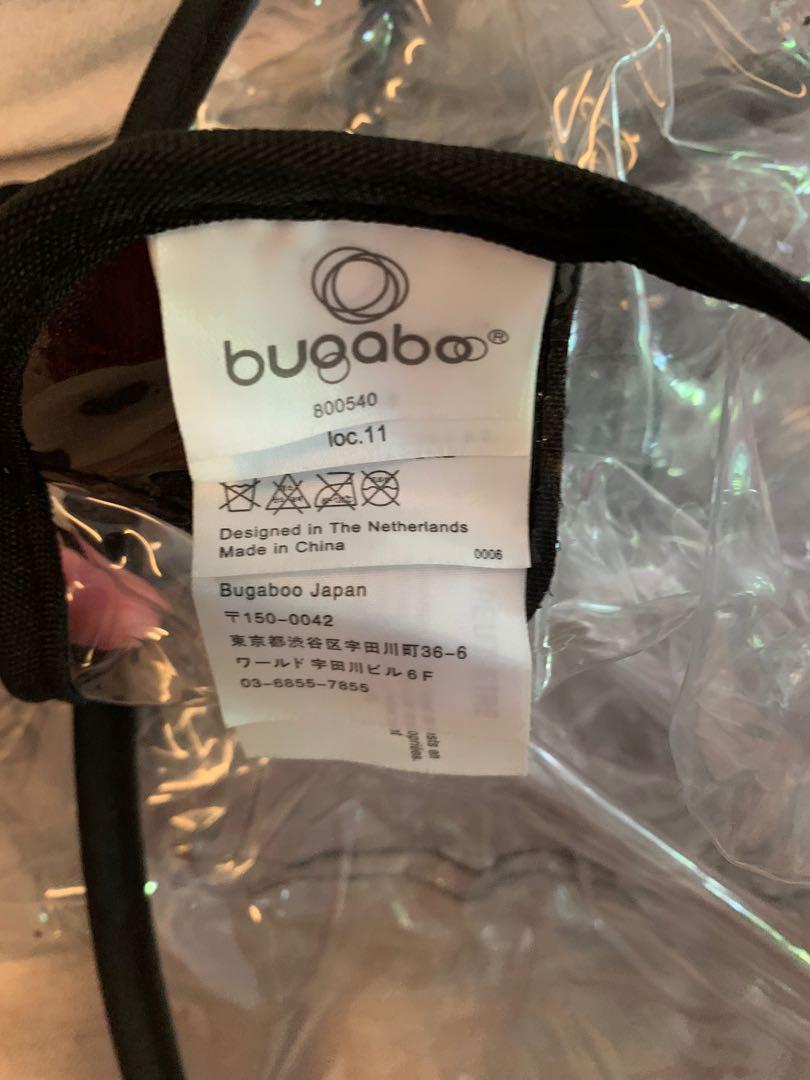 bugaboo®
800540
loc.11
Designed in The Netherlands
Made in China
0006
Bugaboo Japan
〒150-0042
東京都渋谷区宇田川町36-6
ワールド宇田川ビル6F
03-6855-7855